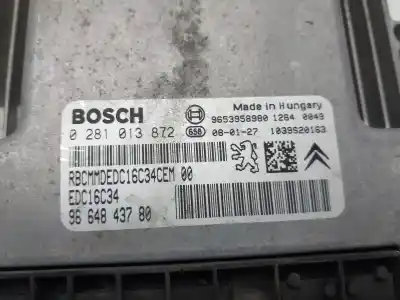 Made in Hungary
BOSCH 9653958980 1264 0049
0 281 013 872 658 08-01-27 1039S20163
RBCMMDEDC16C34CEM 00
EDC16C34
96 648 437 80